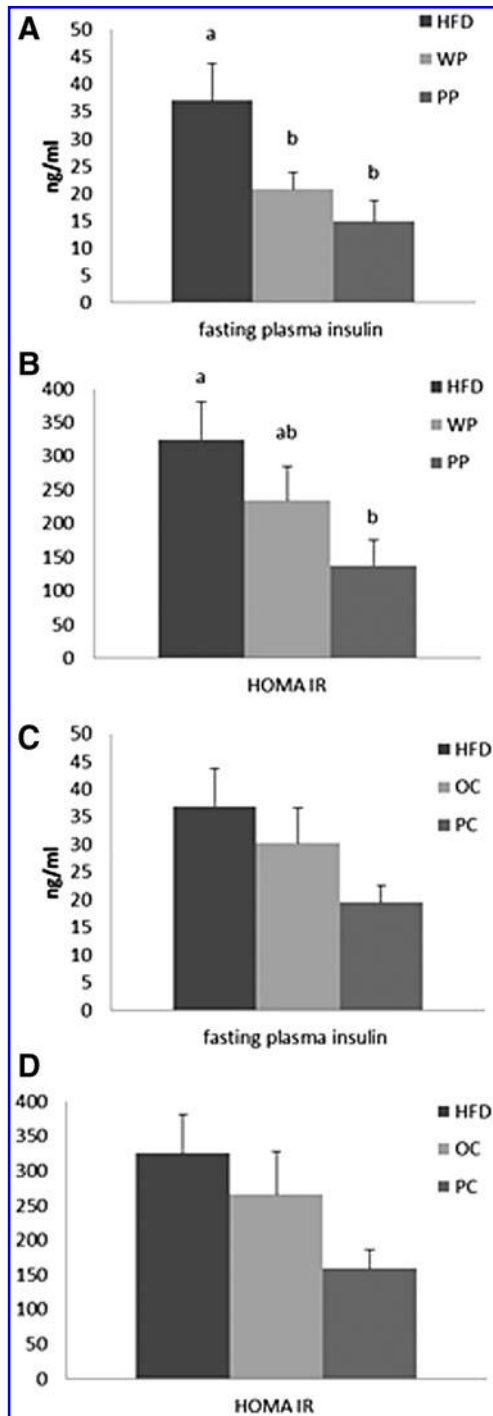 A
50
45
40
35
30
25
20
15
10
5
0
ng/ml
a
b
b
HFD
WP
PP
fasting plasma insulin
B
400
350
300
250
200
150
100
50
0
a
ab
b
HFD
WP
PP
HOMA IR
C
50
45
40
35
30
25
20
15
10
5
0
ng/ml
HFD
OC
PC
fasting plasma insulin
D
400
350
300
250
200
150
100
50
0
HFD
OC
PC
HOMA IR